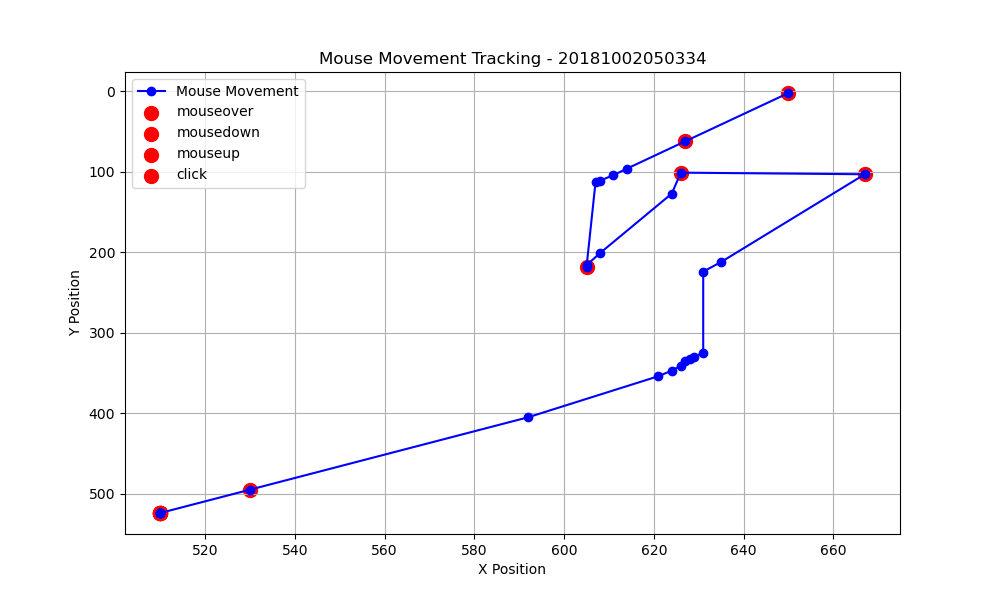 Mouse Movement Tracking - 20181002050334
Mouse Movement
mouseover
mousedown
mouseup
click
0
100
200
300
400
500
Y Position
520 540 560 580 600 620 640 660
X Position